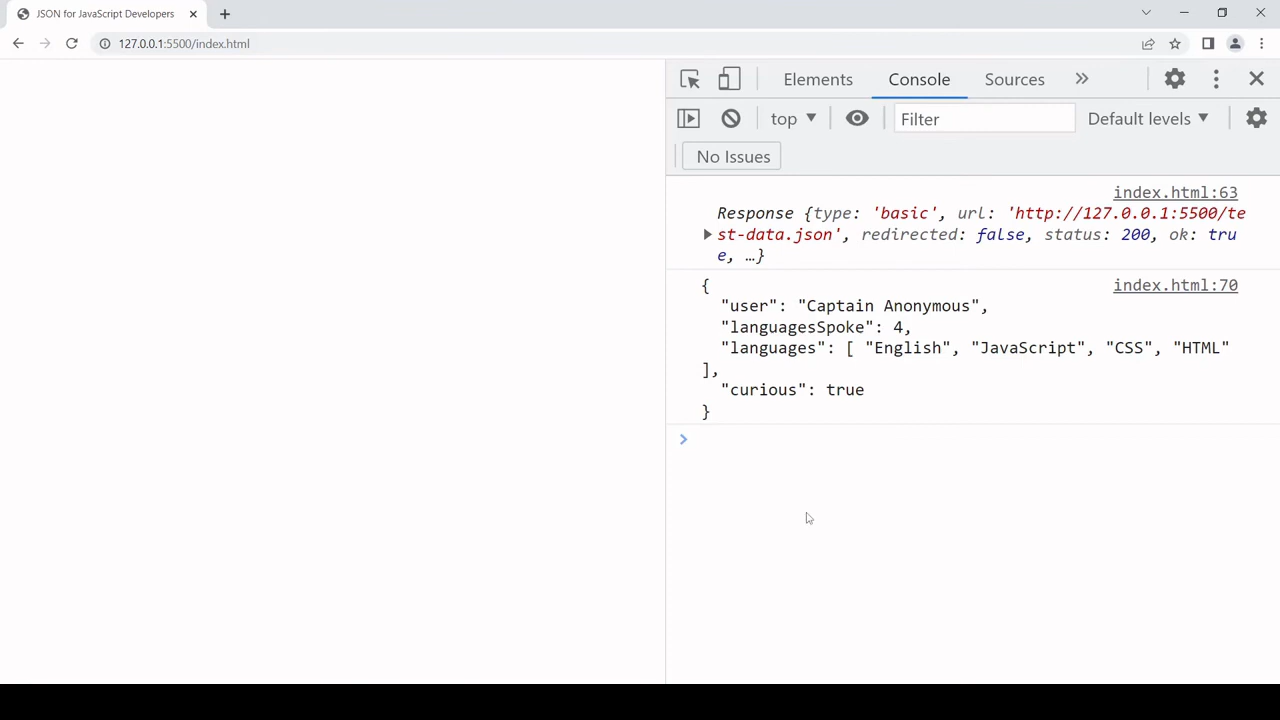 JSON for JavaScript Developers
127.0.0.1:5500/index.html
Elements
Console
Sources
top
Filter
Default levels
No Issues
index.html:63
Response {type: 'basic', url: 'http://127.0.0.1:5500/te
st-data.json', redirected: false, status: 200, ok: tru
e, …}
{
index.html:70
"user": "Captain Anonymous",
"languagesSpoke": 4,
"languages": [ "English", "JavaScript", "CSS", "HTML"
],
"curious": true
}